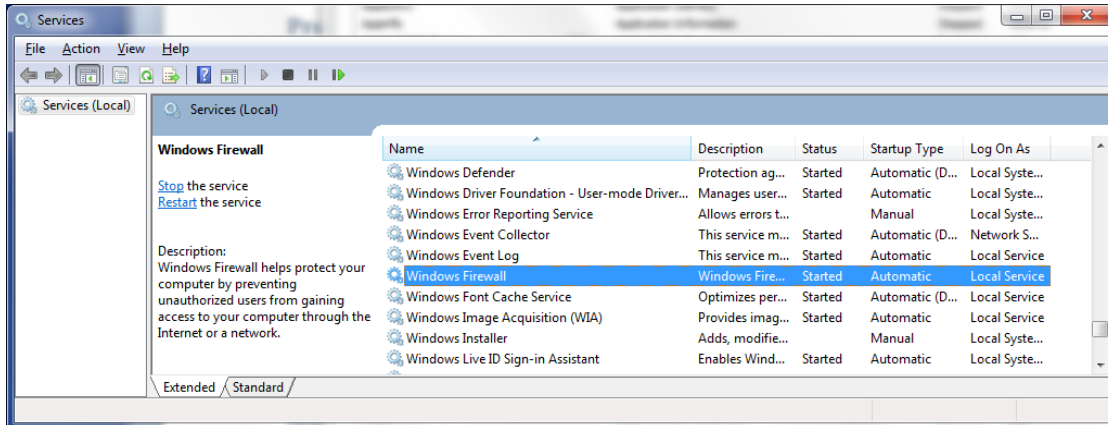 Services
File Action View Help
Services (Local)
Services (Local)
Windows Firewall
Stop the service
Restart the service
Description:
Windows Firewall helps protect your
computer by preventing
unauthorized users from gaining
access to your computer through the
Internet or a network.
Name Description Status Startup Type Log On As
Windows Defender Protection ag... Started Automatic (D... Local Syste...
Windows Driver Foundation - User-mode Driver... Manages user... Started Automatic Local Syste...
Windows Error Reporting Service Allows errors t... Manual Local Syste...
Windows Event Collector This service m... Started Automatic (D... Network S...
Windows Event Log This service m... Started Automatic Local Service
Windows Firewall Windows Fire... Started Automatic Local Service
Windows Font Cache Service Optimizes per... Started Automatic (D... Local Service
Windows Image Acquisition (WIA) Provides imag... Started Automatic Local Service
Windows Installer Adds, modifie... Manual Local Syste...
Windows Live ID Sign-in Assistant Enables Wind... Started Automatic Local Syste...
Extended Standard